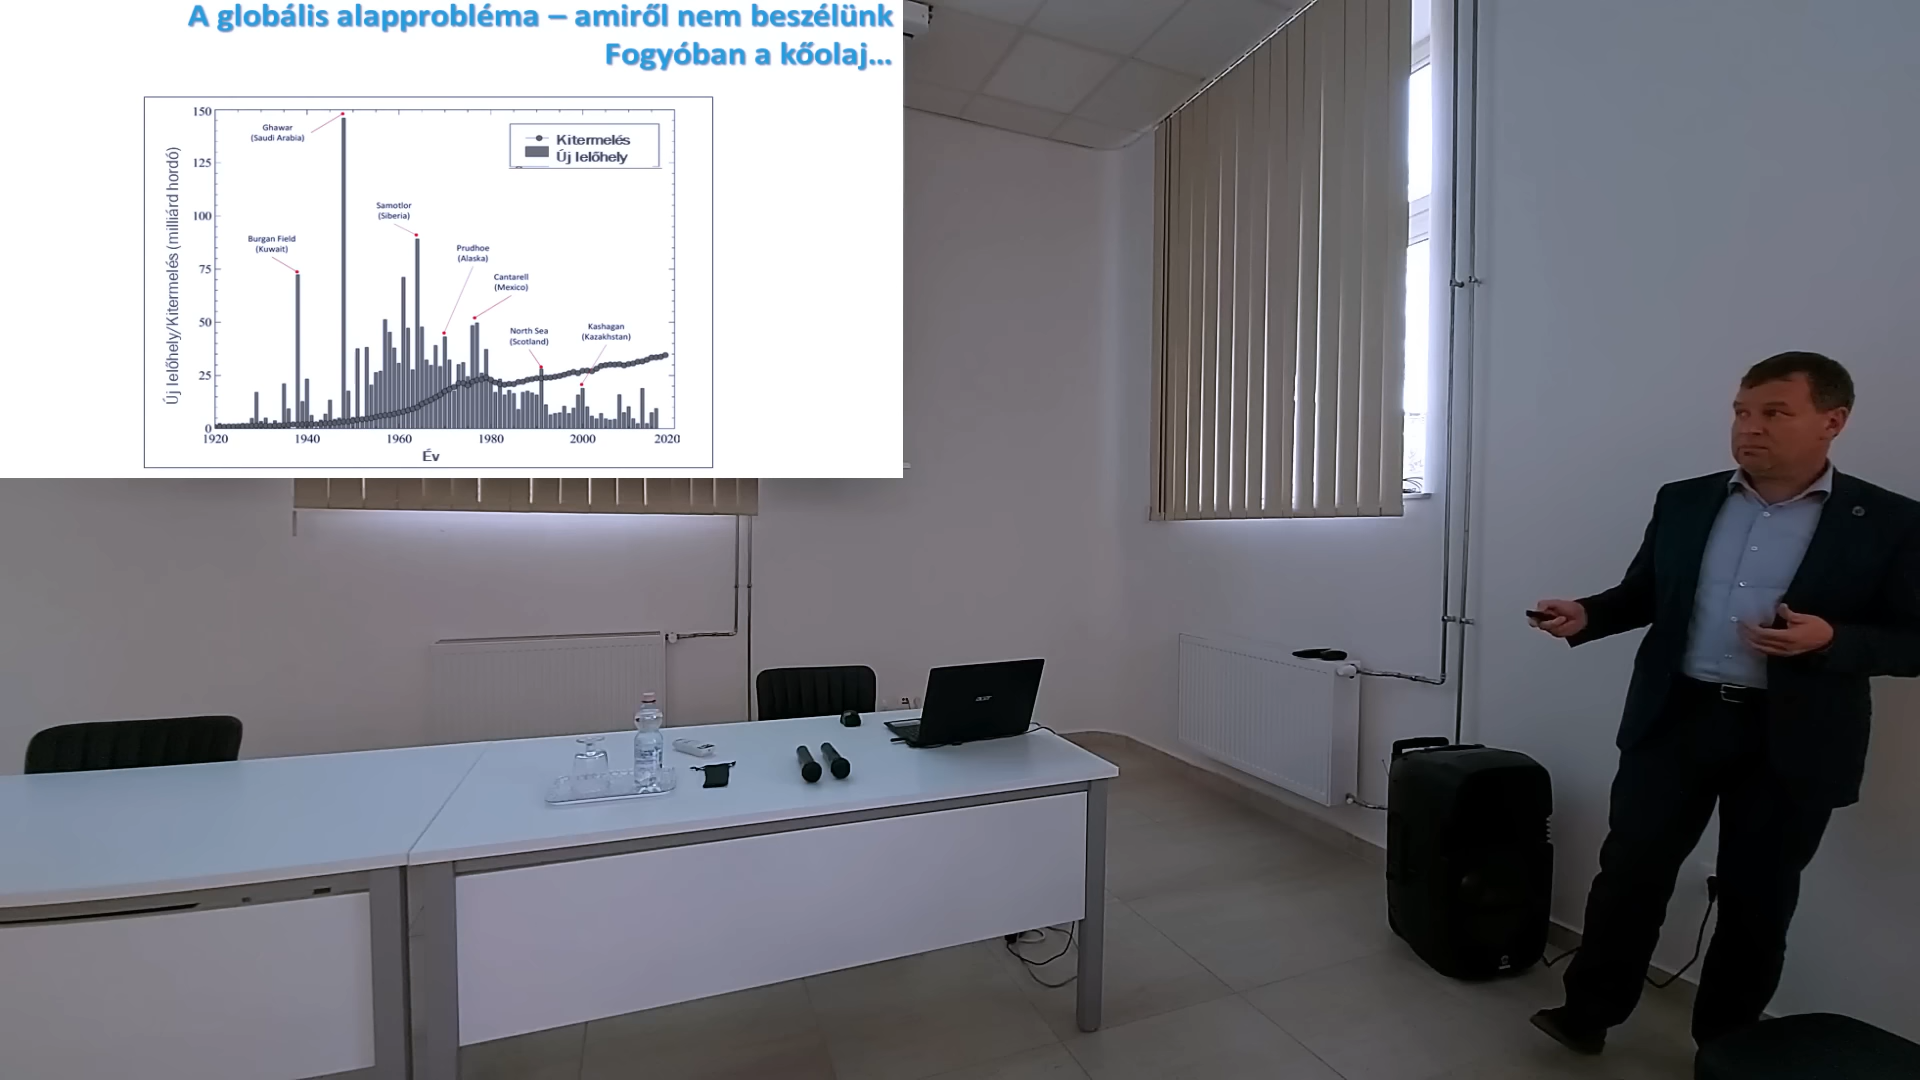 A globális alapprobléma – amiről nem beszélünk
Fogyóban a kőolaj...
150
125
100
75
50
25
0
Új lelőhely/Kitermelés (milliárd hordó)
Ghawar
(Saudi Arabia)
Kitermelés
Új lelőhely
Samotlor
(Siberia)
Burgan Field
(Kuwait)
Prudhoe
(Alaska)
Cantarell
(Mexico)
North Sea
(Scotland)
Kashagan
(Kazakhstan)
1920
1940
1960
1980
2000
2020
Év
acer